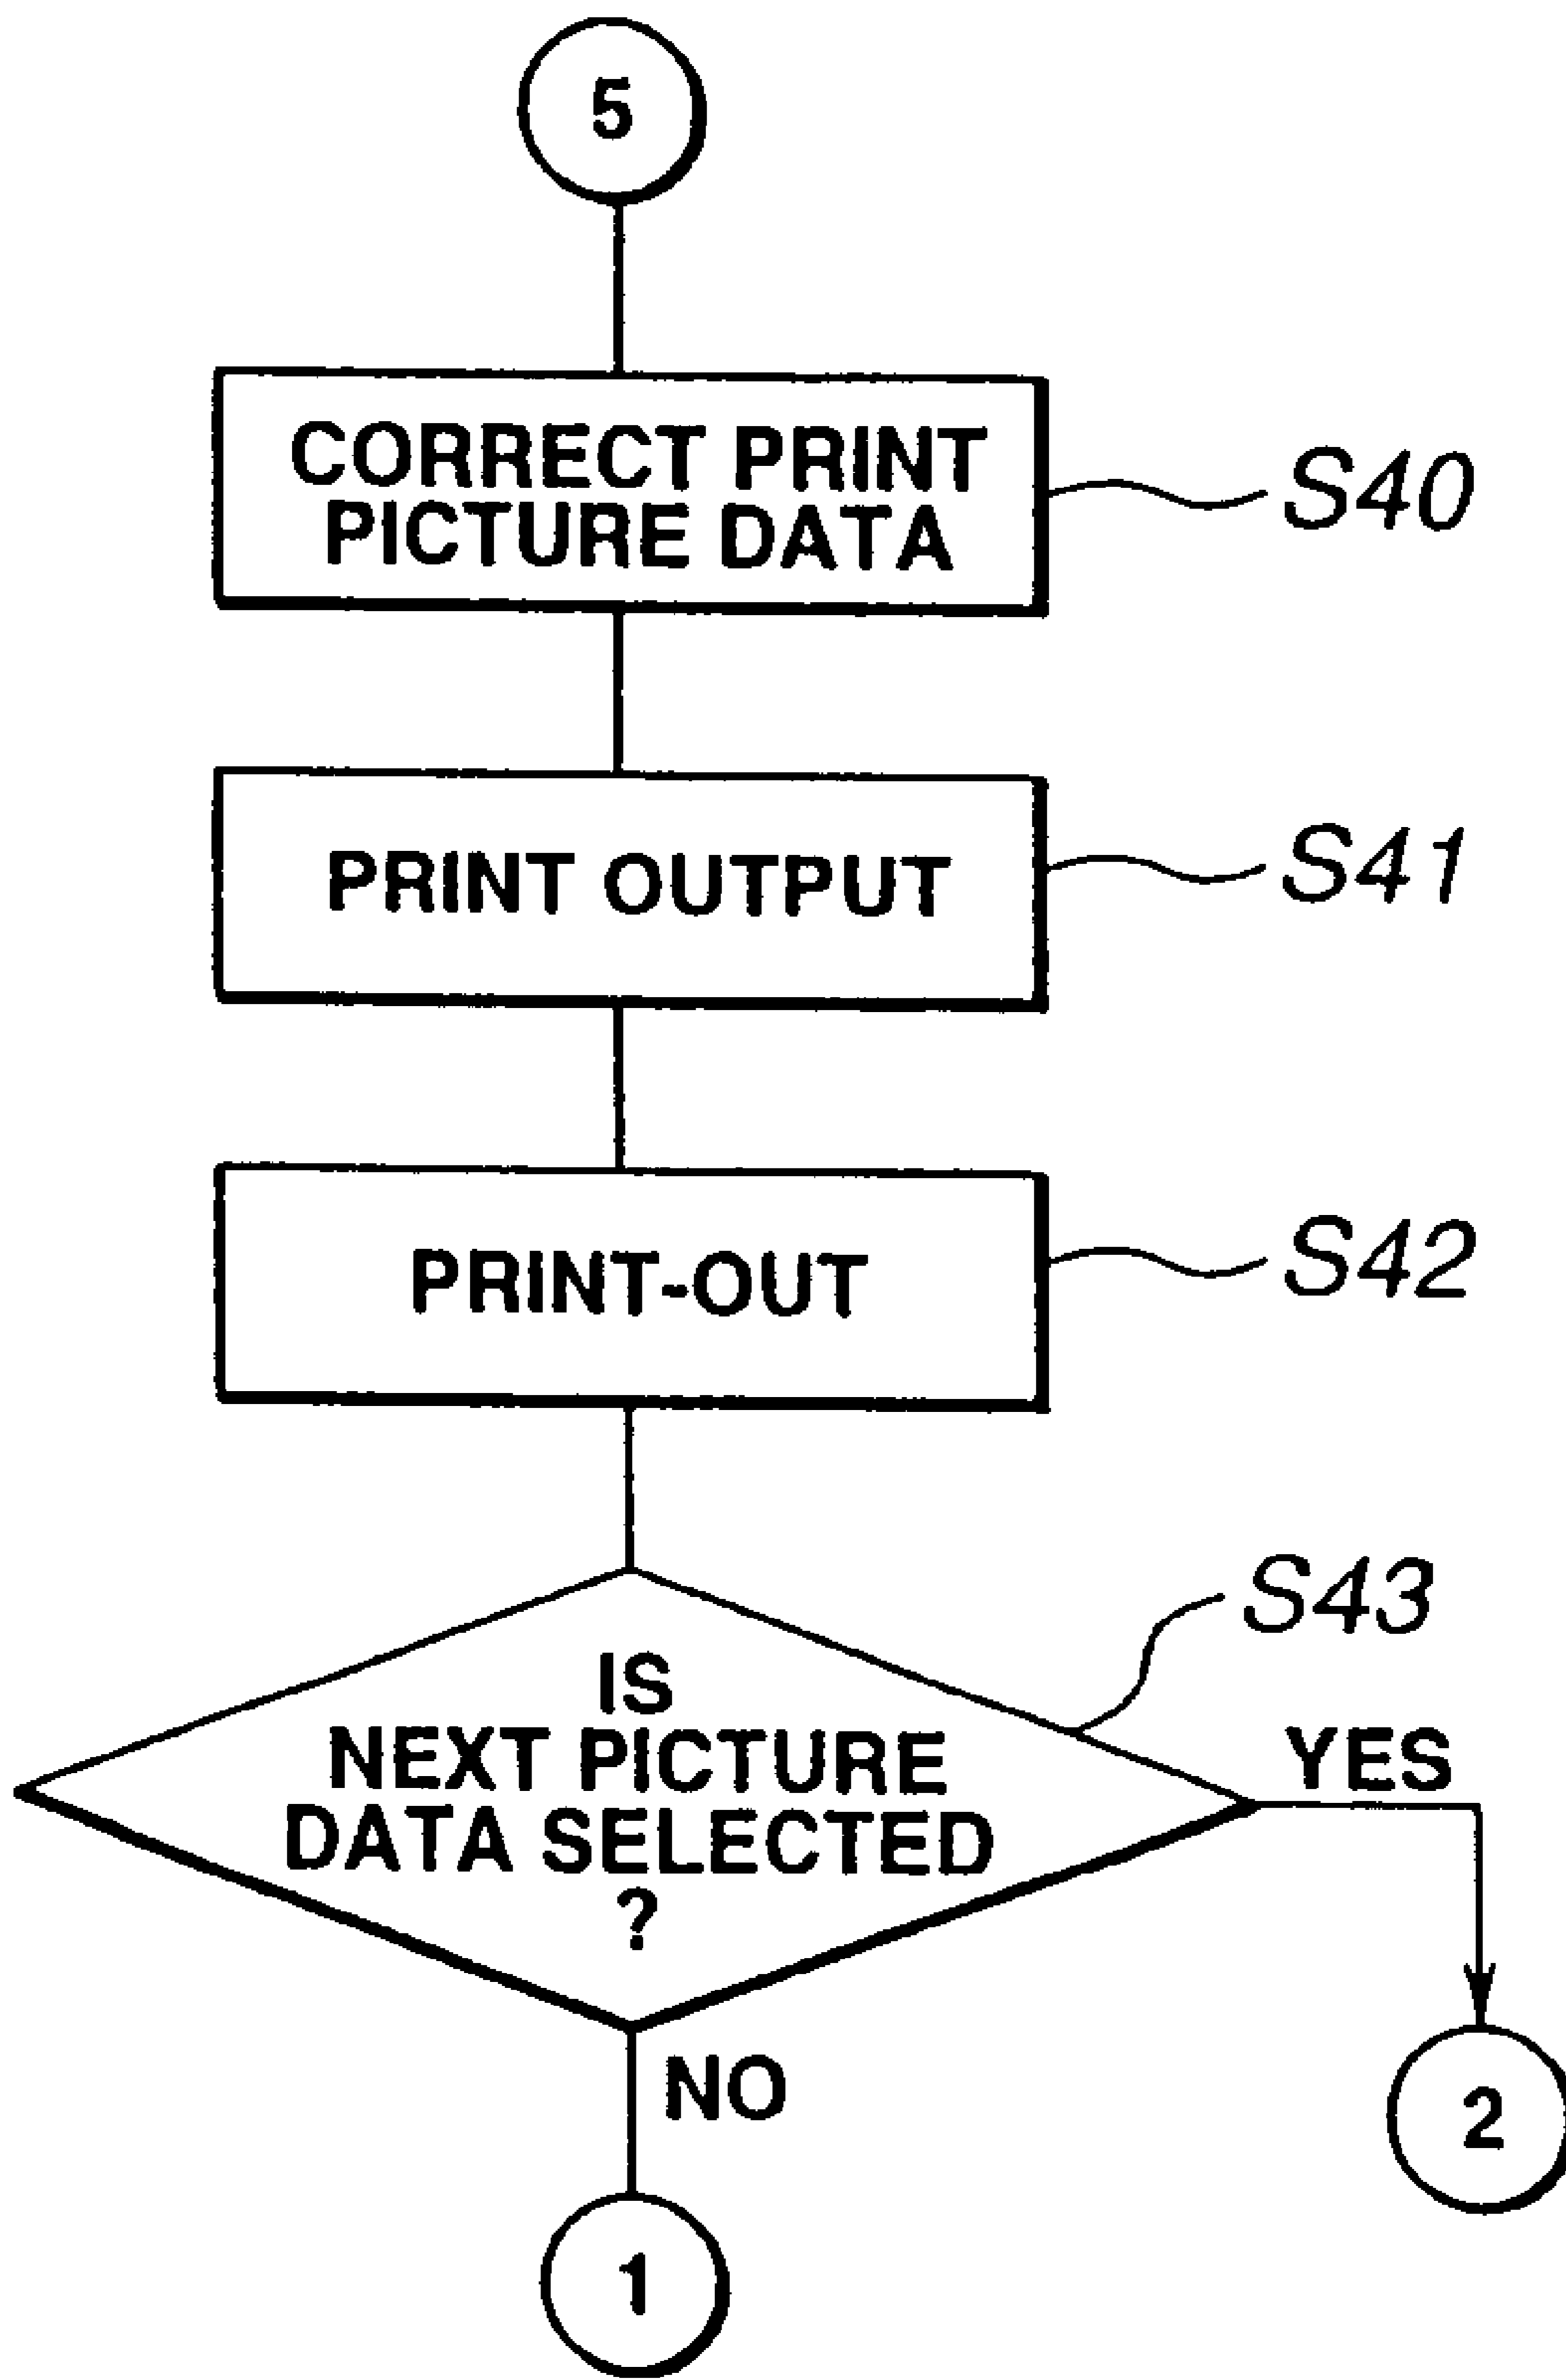 5
CORRECT PRINT
PICTURE DATA
S40
PRINT OUTPUT
S41
PRINT-OUT
S42
S43
IS
NEXT PICTURE
DATA SELECTED
?
YES
NO
2
1